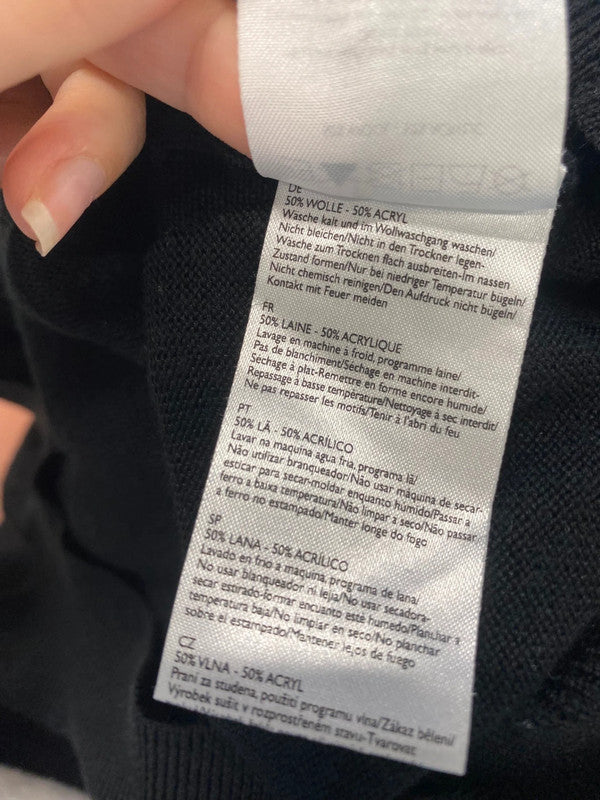 DE
50% WOLLE - 50% ACRYL
Wäsche kalt und im Wollwaschgang waschen/
Nicht bleichen/Nicht in den Trockner legen-
Wäsche zum Trocknen flach ausbreiten-Im nassen
Zustand formen/Nur bei niedriger Temperatur bugeln/
Nicht chemisch reinigen/Den Aufdruck nicht bugeln/
Kontakt mit Feuer meiden
FR
50% LAINE - 50% ACRYLIQUE
Lavage en machine à froid, programme laine/
Pas de blanchiment/Séchage en machine interdit-
Séchage à plat-Remettre en forme encore humide/
Repassage à basse température/Nettoyage à sec interdit/
Ne pas repasser les motifs/Tenir à l'abri du feu
PT
50% LÃ - 50% ACRILICO
Lavar na maquina agua fria, programa lã/
Não utilizar branqueador/Não usar máquina de secar-
esticar para secar-moldar enquanto húmido/Passar a
ferro a baixa temperatura/Não limpar a seco/Não passar
a ferro no estampado/Manter longe do fogo
SP
50% LANA - 50% ACRÍLICO
Lavado en frio a maquina, programa de lana/
No usar blanqueador ni lejia/No usar secadora-
secar estirado-formar encuanto esté humedo/Planchar a
temperatura baja/No limpiar en seco/No planchar
sobre el estampado/Mantener lejos de fuego
CZ
50% VLNA - 50% ACRYL
Praní za studena, použití programu vlna/Zákaz bělení/
Výrobek sušit v rozprostřeném stavu-Tvarovat